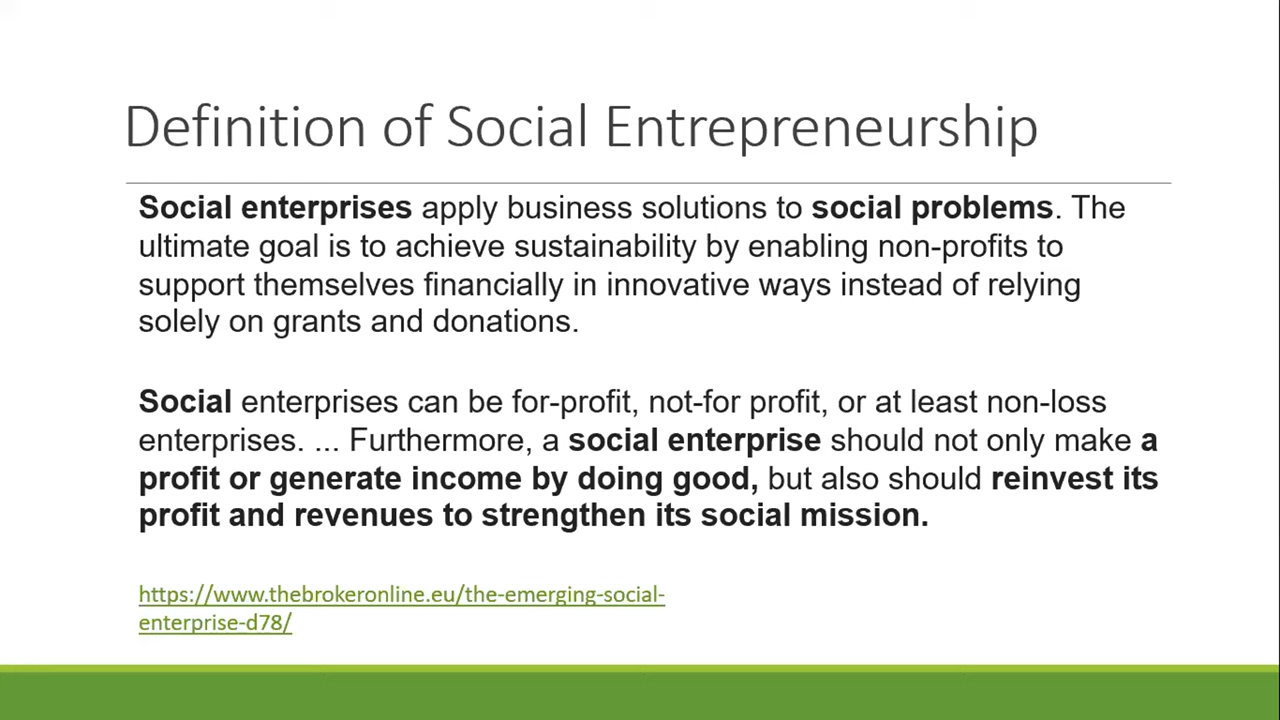 Definition of Social Entrepreneurship
Social enterprises apply business solutions to social problems. The
ultimate goal is to achieve sustainability by enabling non-profits to
support themselves financially in innovative ways instead of relying
solely on grants and donations.
Social enterprises can be for-profit, not-for profit, or at least non-loss
enterprises. ... Furthermore, a social enterprise should not only make a
profit or generate income by doing good, but also should reinvest its
profit and revenues to strengthen its social mission.
https://www.thebrokeronline.eu/the-emerging-social-
enterprise-d78/